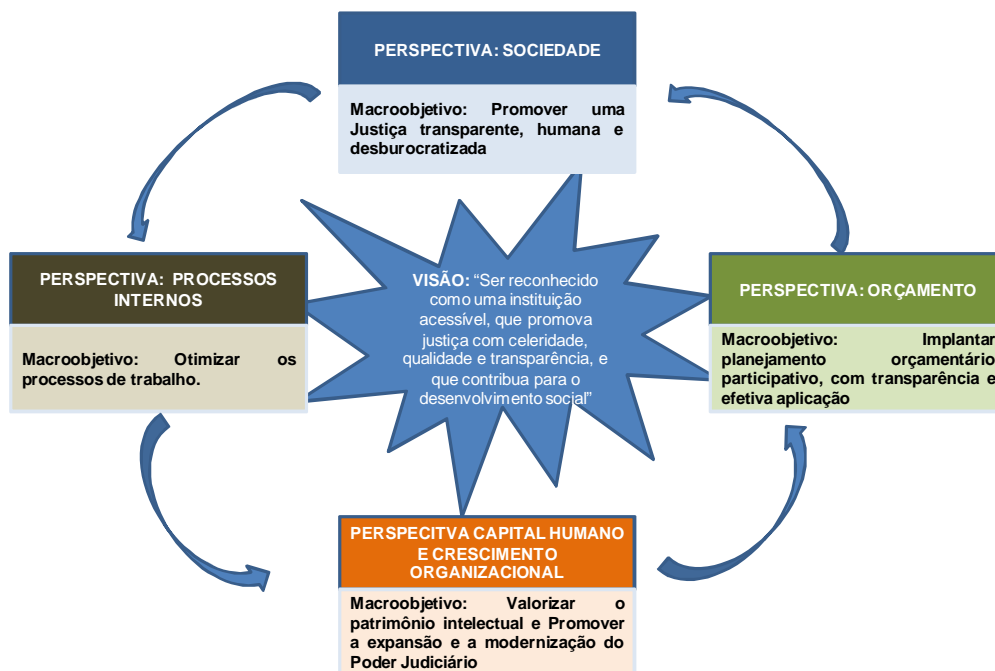 PERSPECTIVA: SOCIEDADE
Macroobjetivo: Promover uma
Justiça transparente, humana e
desburocratizada
PERSPECTIVA: PROCESSOS
INTERNOS
Macroobjetivo: Otimizar os
processos de trabalho.
VISÃO: “Ser reconhecido
como uma instituição
acessível, que promova
justiça com celeridade,
qualidade e transparência, e
que contribua para o
desenvolvimento social”
PERSPECTIVA: ORÇAMENTO
Macroobjetivo: Implantar
planejamento orçamentário
participativo, com transparência e
efetiva aplicação
PERSPECITVA CAPITAL HUMANO
E CRESCIMENTO
ORGANIZACIONAL
Macroobjetivo: Valorizar o
patrimônio intelectual e Promover
a expansão e a modernização do
Poder Judiciário